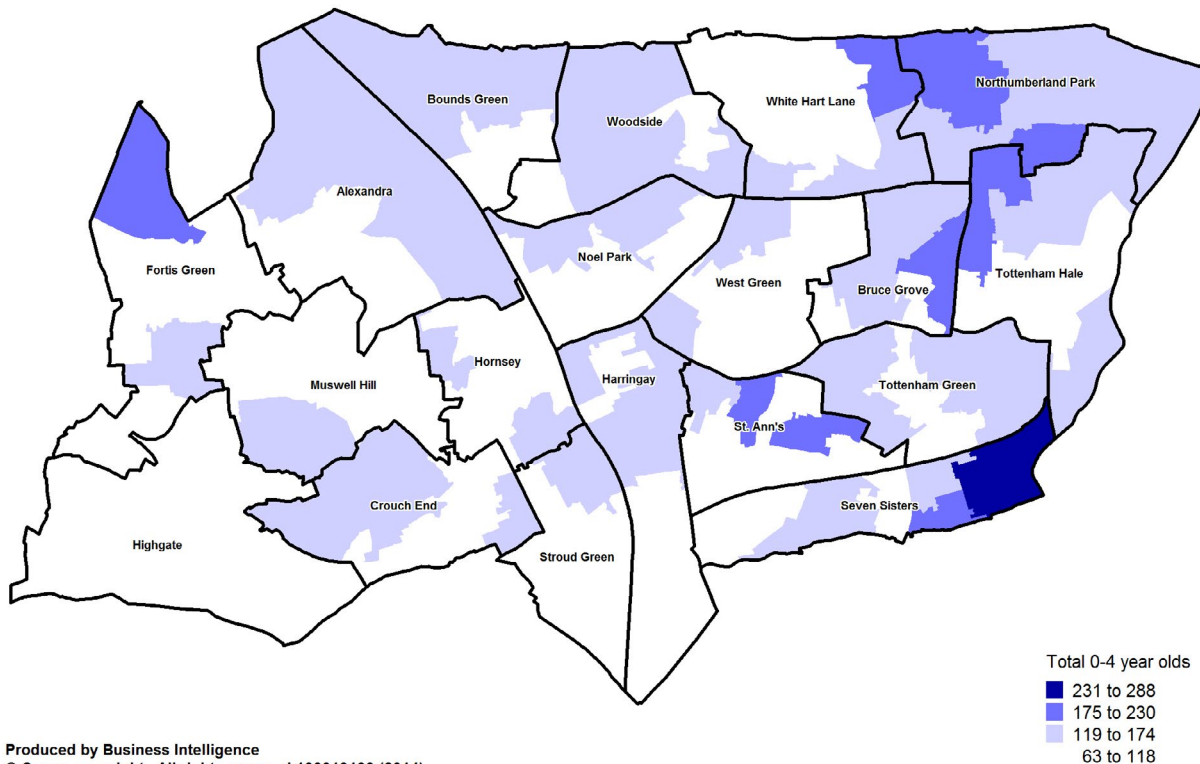 Bounds Green
Woodside
White Hart Lane
Northumberland Park
Alexandra
Fortis Green
Noel Park
West Green
Bruce Grove
Tottenham Hale
Muswell Hill
Hornsey
Harringay
Tottenham Green
St. Ann's
Crouch End
Seven Sisters
Highgate
Stroud Green
Total 0-4 year olds
231 to 288
175 to 230
119 to 174
63 to 118
Produced by Business Intelligence